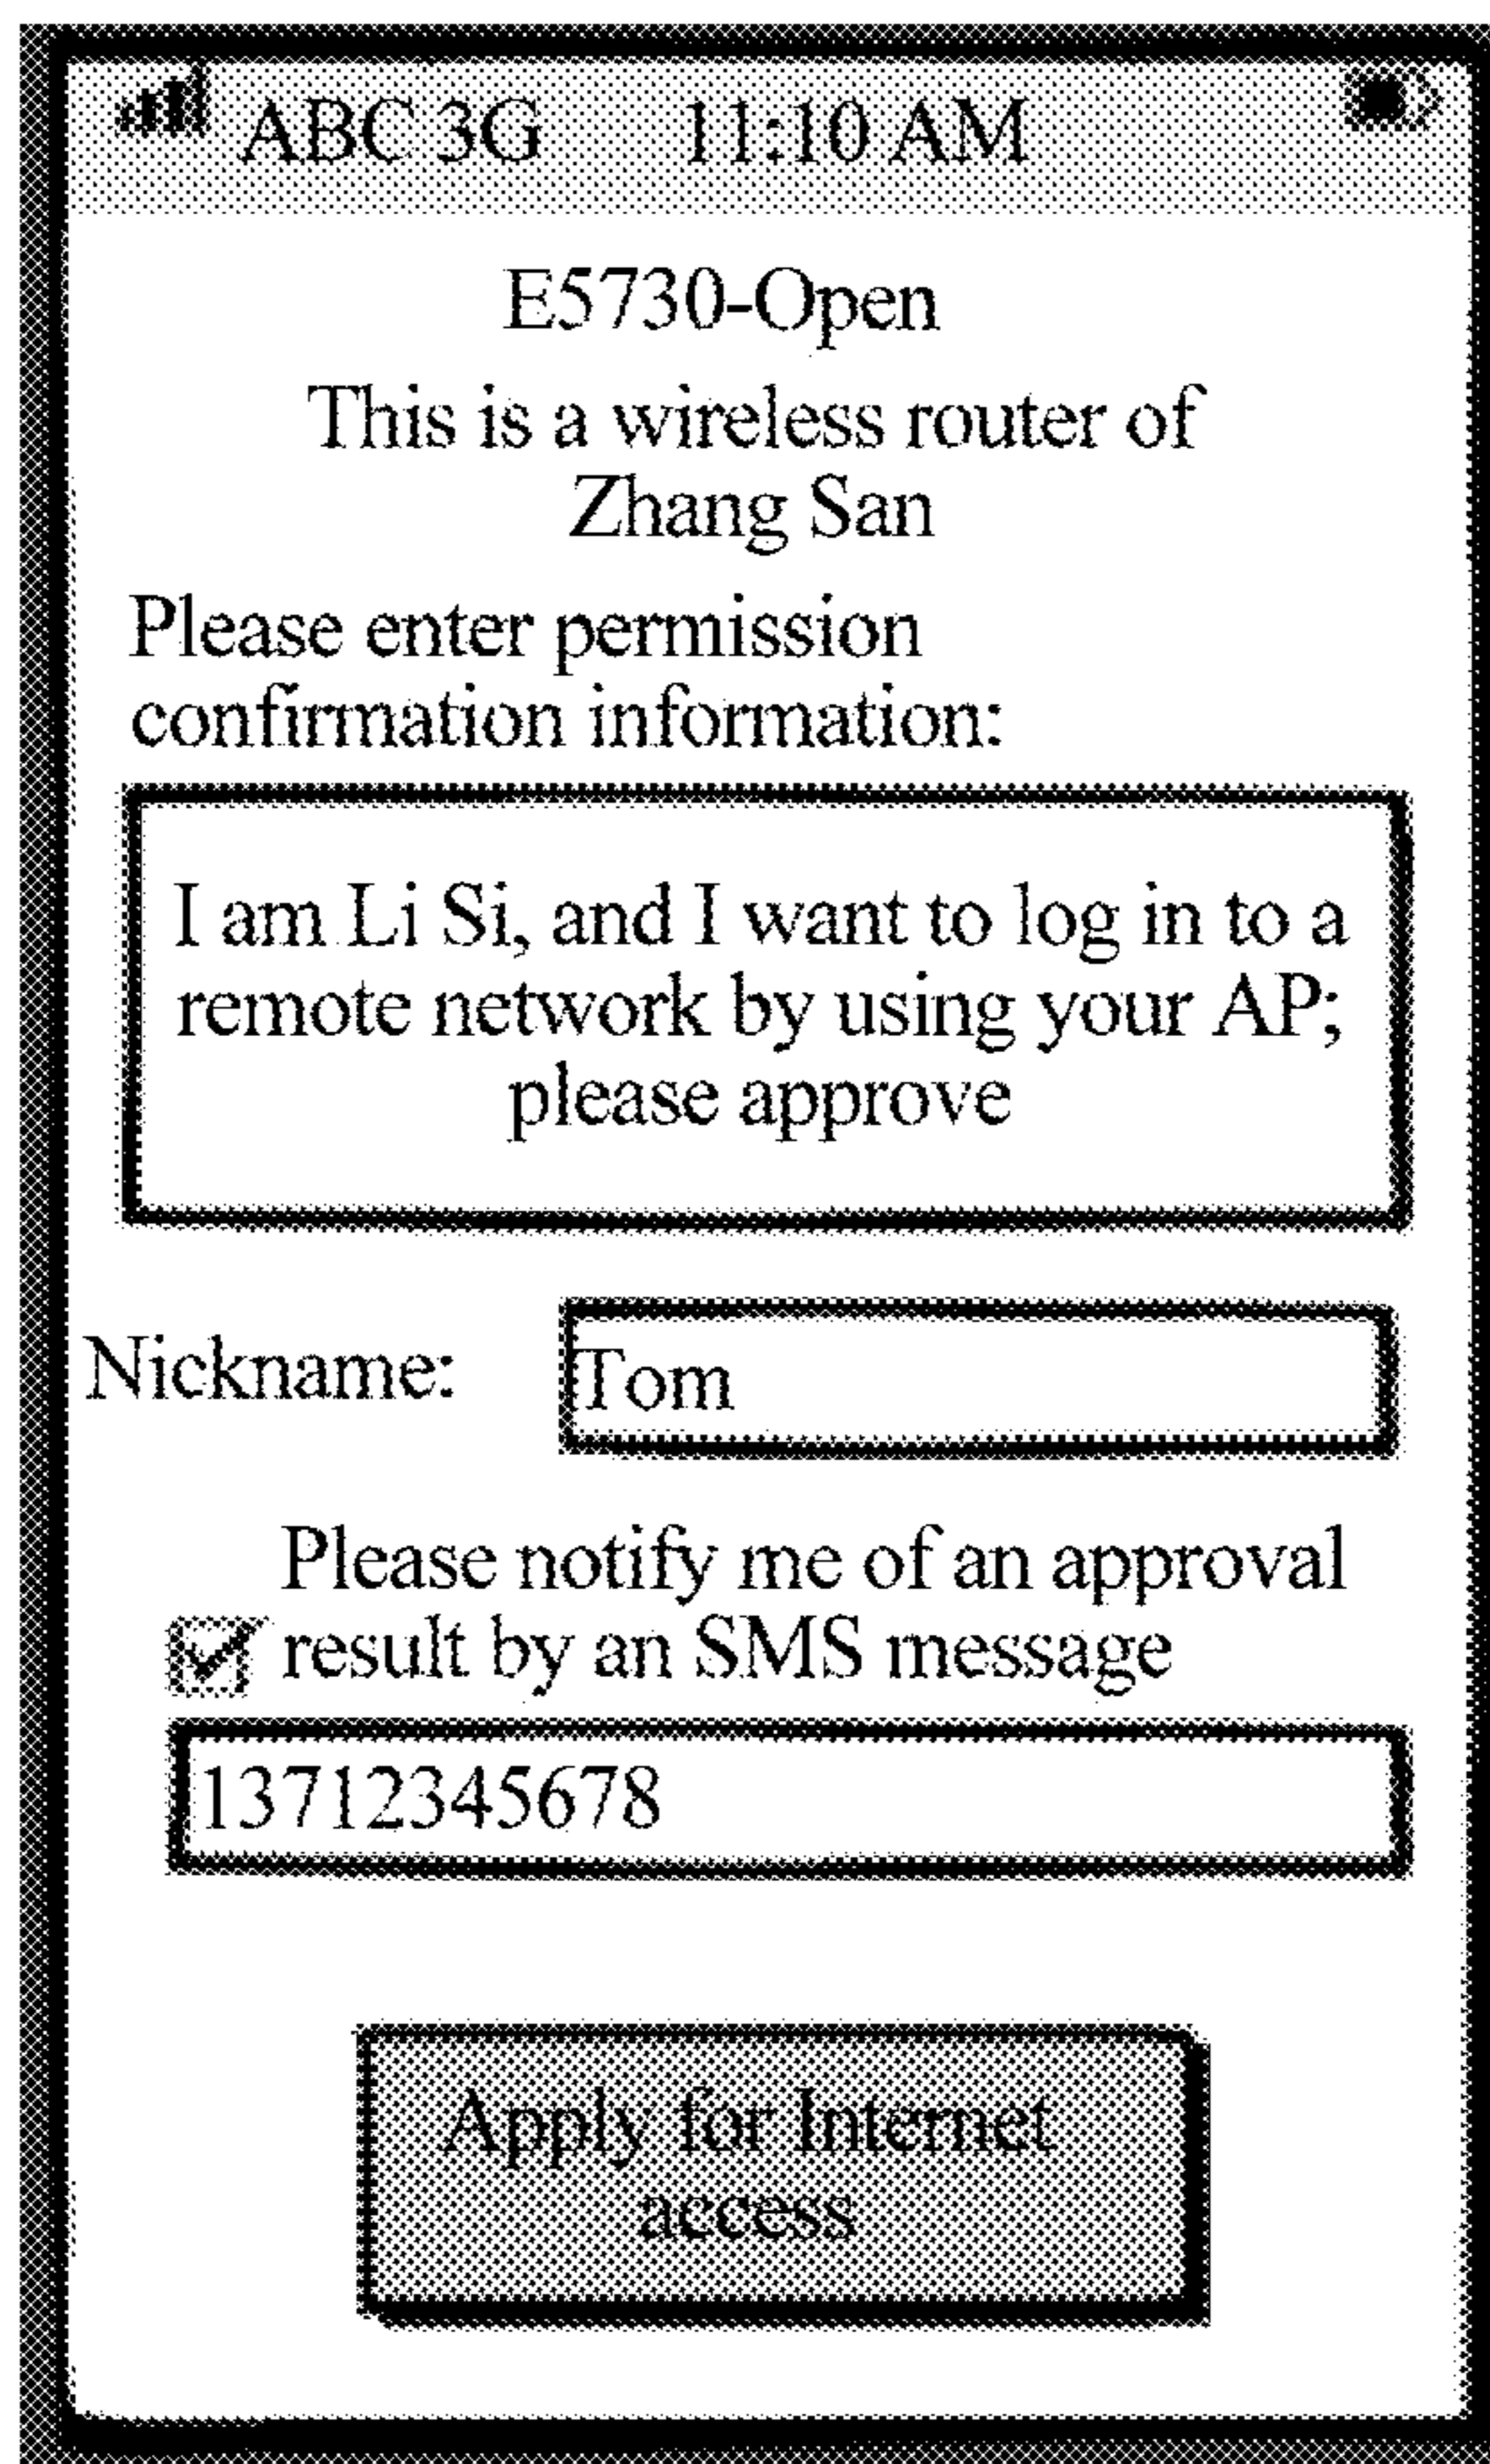 ABC 3G 11:10 AM
E5730-Open
This is a wireless router of
Zhang San
Please enter permission
confirmation information:
I am Li Si, and I want to log in to a
remote network by using your AP;
please approve
Nickname: Tom
Please notify me of an approval
result by an SMS message
13712345678
Apply for Internet
access